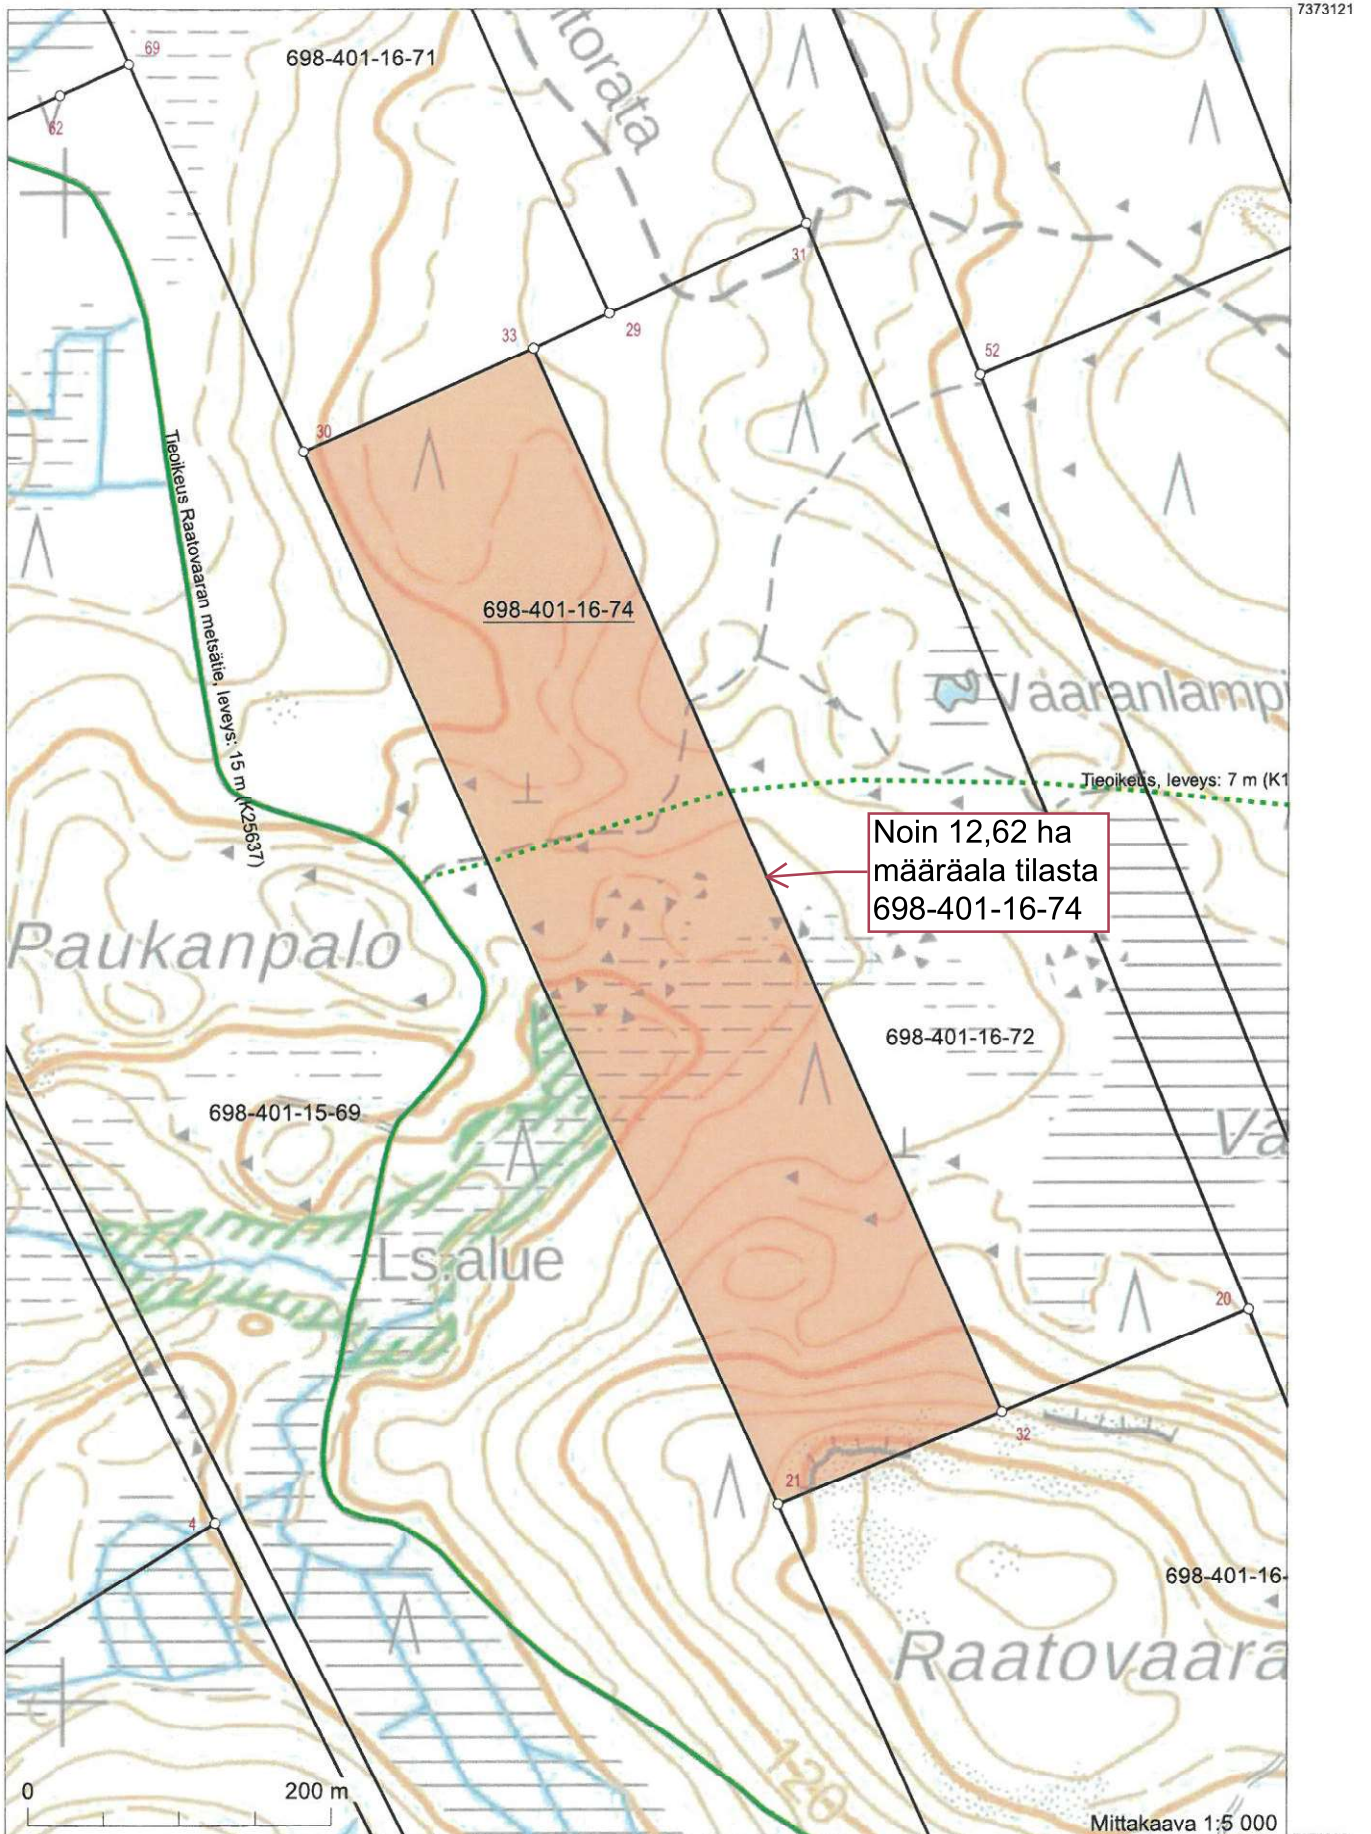 7373121
69
698-401-16-71
itorata
62
31
33
29
52
30
Tieoikeus Raatovaaran metsätie, leveys: 15 m (K25637)
698-401-16-74
Vaaranlampi
Tieoikeus, leveys: 7 m (K1
Noin 12,62 ha
määräala tilasta
698-401-16-74
Paukanpalo
698-401-16-72
698-401-15-69
Va
Ls.alue
20
32
21
4
698-401-16-
Raatovaara
120
0 200 m
Mittakaava 1:5 000